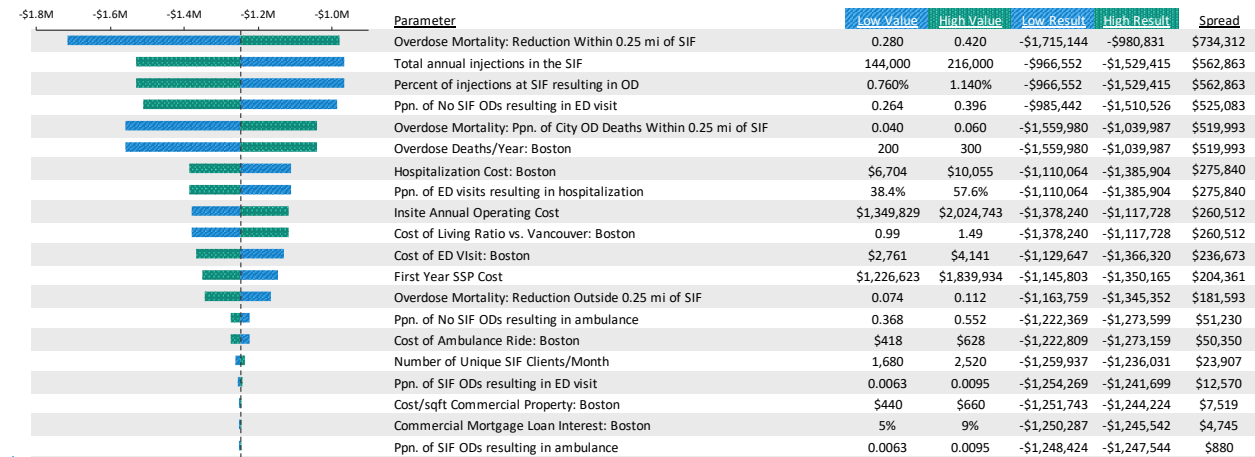 -$1.8M -$1.6M -$1.4M -$1.2M -$1.0M
Parameter Low Value High Value Low Result High Result Spread
Overdose Mortality: Reduction Within 0.25 mi of SIF 0.280 0.420 -$1,715,144 -$980,831 $734,312
Total annual injections in the SIF 144,000 216,000 -$966,552 -$1,529,415 $562,863
Percent of injections at SIF resulting in OD 0.760% 1.140% -$966,552 -$1,529,415 $562,863
Ppn. of No SIF ODs resulting in ED visit 0.264 0.396 -$985,442 -$1,510,526 $525,083
Overdose Mortality: Ppn. of City OD Deaths Within 0.25 mi of SIF 0.040 0.060 -$1,559,980 -$1,039,987 $519,993
Overdose Deaths/Year: Boston 200 300 -$1,559,980 -$1,039,987 $519,993
Hospitalization Cost: Boston $6,704 $10,055 -$1,110,064 -$1,385,904 $275,840
Ppn. of ED visits resulting in hospitalization 38.4% 57.6% -$1,110,064 -$1,385,904 $275,840
Insite Annual Operating Cost $1,349,829 $2,024,743 -$1,378,240 -$1,117,728 $260,512
Cost of Living Ratio vs. Vancouver: Boston 0.99 1.49 -$1,378,240 -$1,117,728 $260,512
Cost of ED VIsit: Boston $2,761 $4,141 -$1,129,647 -$1,366,320 $236,673
First Year SSP Cost $1,226,623 $1,839,934 -$1,145,803 -$1,350,165 $204,361
Overdose Mortality: Reduction Outside 0.25 mi of SIF 0.074 0.112 -$1,163,759 -$1,345,352 $181,593
Ppn. of No SIF ODs resulting in ambulance 0.368 0.552 -$1,222,369 -$1,273,599 $51,230
Cost of Ambulance Ride: Boston $418 $628 -$1,222,809 -$1,273,159 $50,350
Number of Unique SIF Clients/Month 1,680 2,520 -$1,259,937 -$1,236,031 $23,907
Ppn. of SIF ODs resulting in ED visit 0.0063 0.0095 -$1,254,269 -$1,241,699 $12,570
Cost/sqft Commercial Property: Boston $440 $660 -$1,251,743 -$1,244,224 $7,519
Commercial Mortgage Loan Interest: Boston 5% 9% -$1,250,287 -$1,245,542 $4,745
Ppn. of SIF ODs resulting in ambulance 0.0063 0.0095 -$1,248,424 -$1,247,544 $880